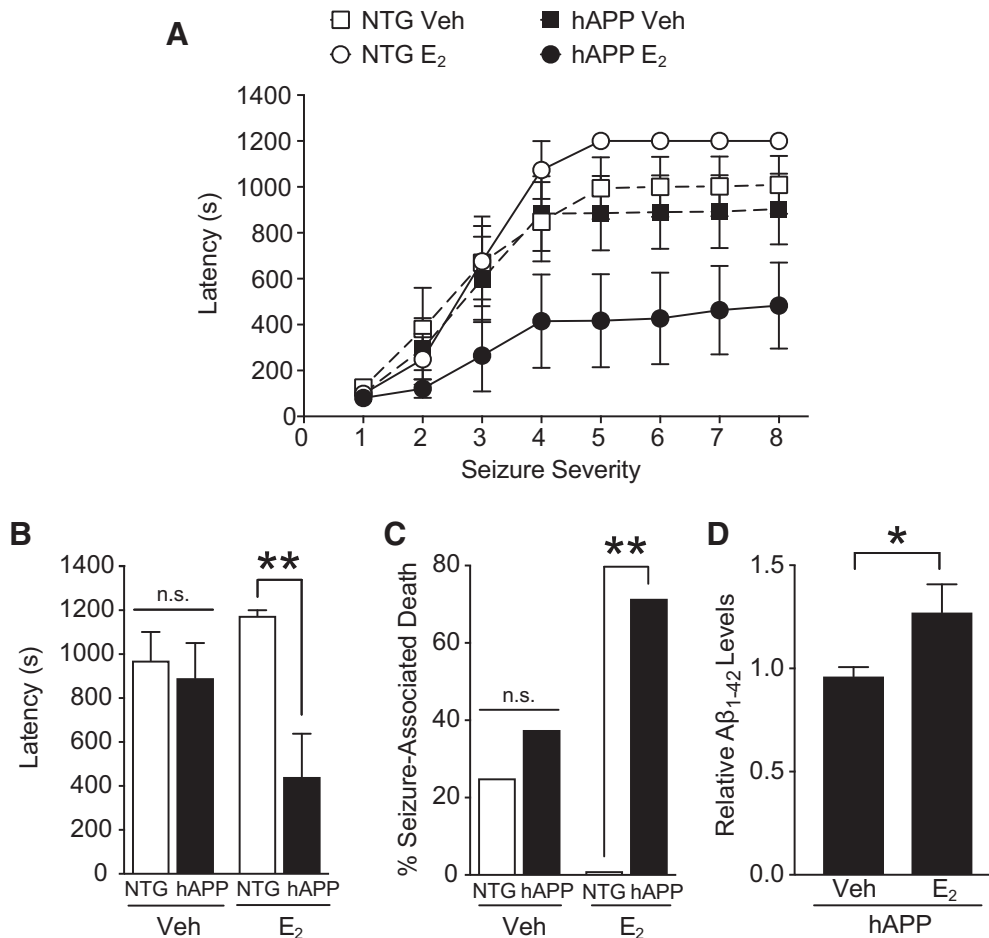 A
NTG Veh hAPP Veh
NTG E₂ hAPP E₂
1400
1200
1000
800
600
400
200
0
0 1 2 3 4 5 6 7 8
Latency (s)
Seizure Severity
B
1400
1200
1000
800
600
400
200
0
Latency (s)
n.s.
**
NTG hAPP NTG hAPP
Veh E₂
C
80
60
40
20
0
% Seizure-Associated Death
n.s.
**
NTG hAPP NTG hAPP
Veh E₂
D
1.5
1.0
0.5
0.0
Relative Aβ₁₋₄₂ Levels
*
Veh E₂
hAPP